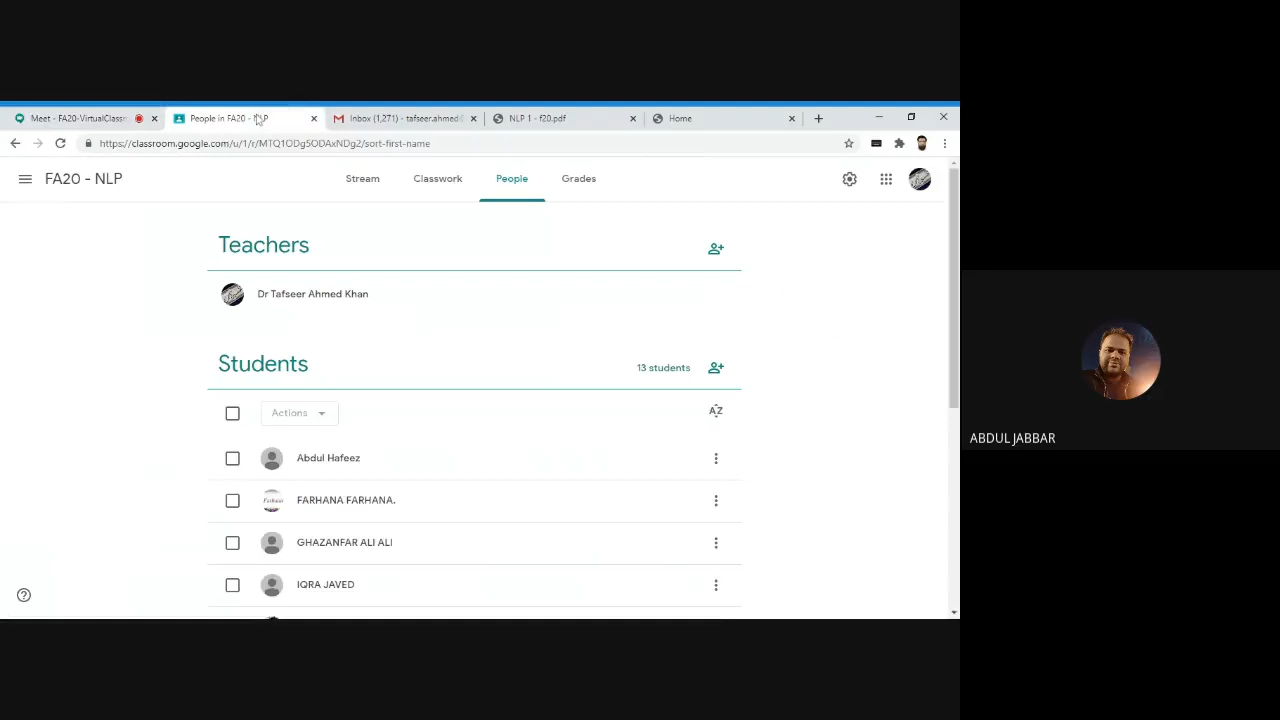 Meet - FA20-VirtualClassr
People in FA20 - NLP
Inbox (1,271) - tafseer.ahmed
NLP 1 - f20.pdf
Home
https://classroom.google.com/u/1/r/MTQ1ODg5ODAxNDg2/sort-first-name
FA20 - NLP
Stream
Classwork
People
Grades
Teachers
Dr Tafseer Ahmed Khan
Students
13 students
Actions
AZ
Abdul Hafeez
FARHANA FARHANA.
GHAZANFAR ALI ALI
IQRA JAVED
ABDUL JABBAR